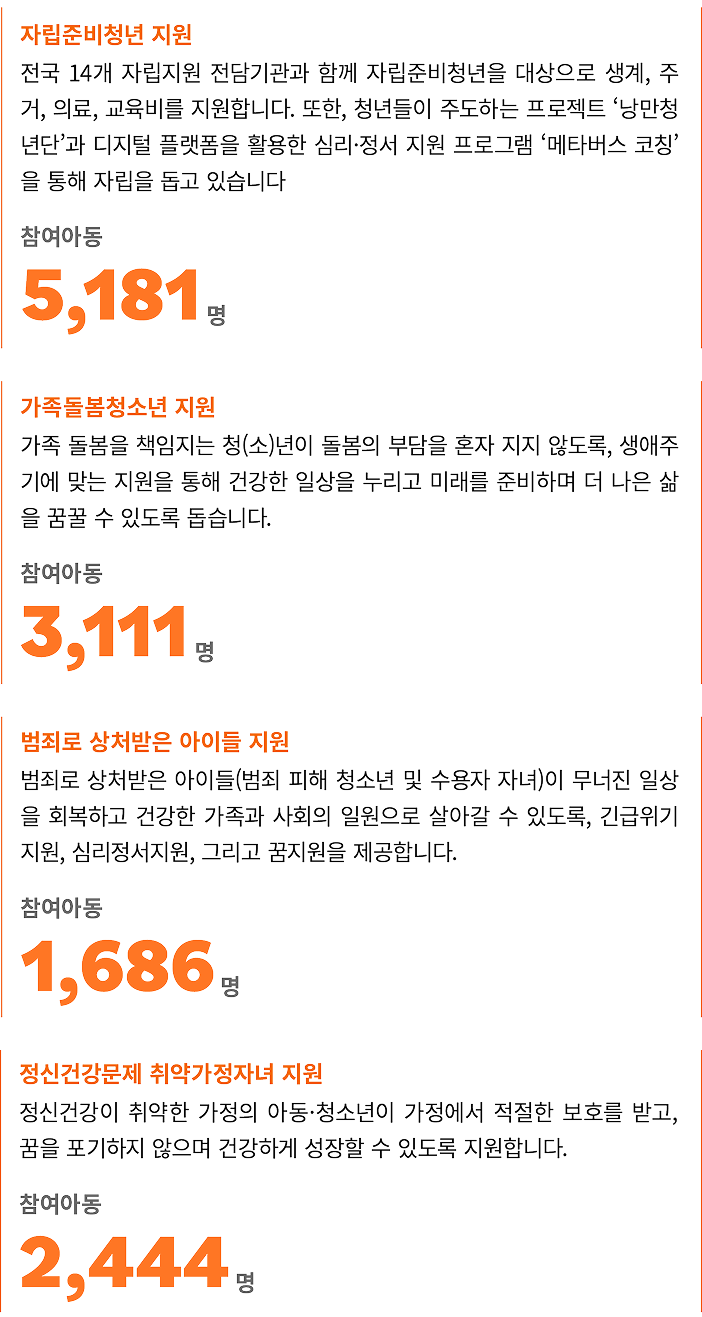 자립준비청년 지원
전국 14개 자립지원 전담기관과 함께 자립준비청년을 대상으로 생계, 주
거, 의료, 교육비를 지원합니다. 또한, 청년들이 주도하는 프로젝트 ‘낭만청
년단’과 디지털 플랫폼을 활용한 심리·정서 지원 프로그램 ‘메타버스 코칭’
을 통해 자립을 돕고 있습니다
참여아동
5,181 명
가족돌봄청소년 지원
가족 돌봄을 책임지는 청(소)년이 돌봄의 부담을 혼자 지지 않도록, 생애주
기에 맞는 지원을 통해 건강한 일상을 누리고 미래를 준비하며 더 나은 삶
을 꿈꿀 수 있도록 돕습니다.
참여아동
3,111 명
범죄로 상처받은 아이들 지원
범죄로 상처받은 아이들(범죄 피해 청소년 및 수용자 자녀)이 무너진 일상
을 회복하고 건강한 가족과 사회의 일원으로 살아갈 수 있도록, 긴급위기
지원, 심리정서지원, 그리고 꿈지원을 제공합니다.
참여아동
1,686 명
정신건강문제 취약가정자녀 지원
정신건강이 취약한 가정의 아동·청소년이 가정에서 적절한 보호를 받고,
꿈을 포기하지 않으며 건강하게 성장할 수 있도록 지원합니다.
참여아동
2,444 명